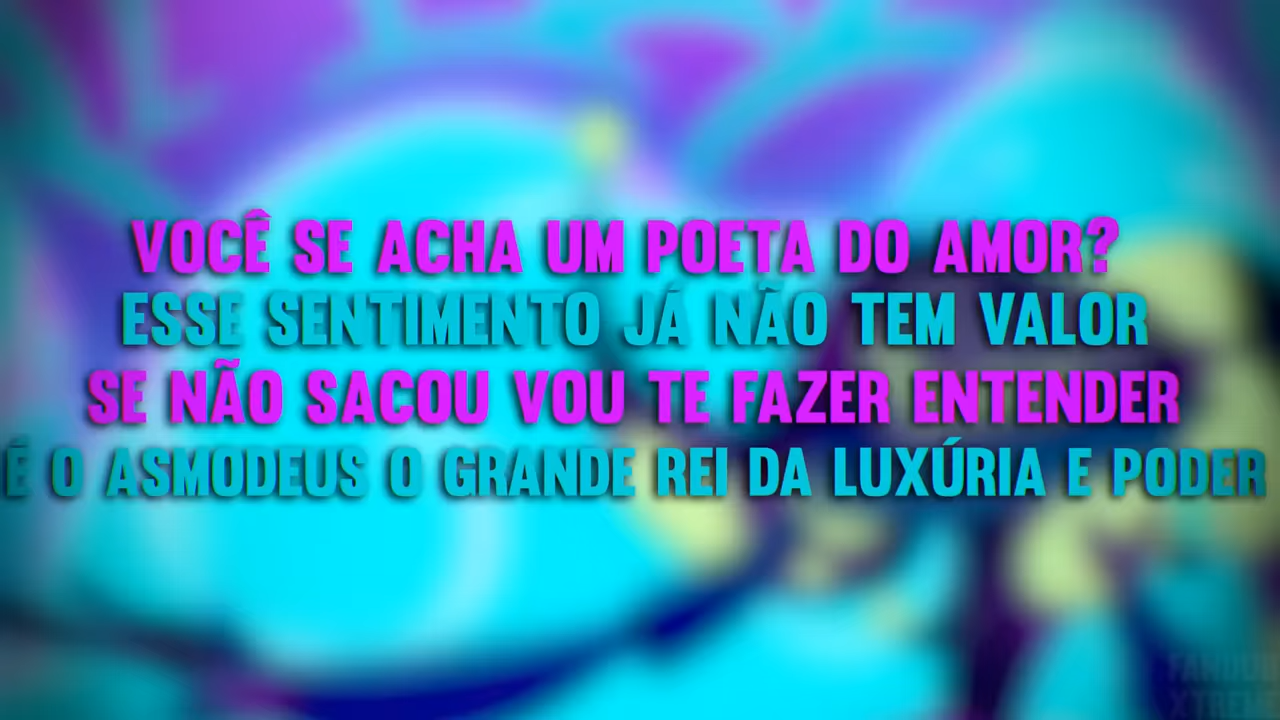 VOCÊ SE ACHA UM POETA DO AMOR?
ESSE SENTIMENTO JÁ NÃO TEM VALOR
SE NÃO SACOU VOU TE FAZER ENTENDER
É O ASMODEUS O GRANDE REI DA LUXÚRIA E PODER